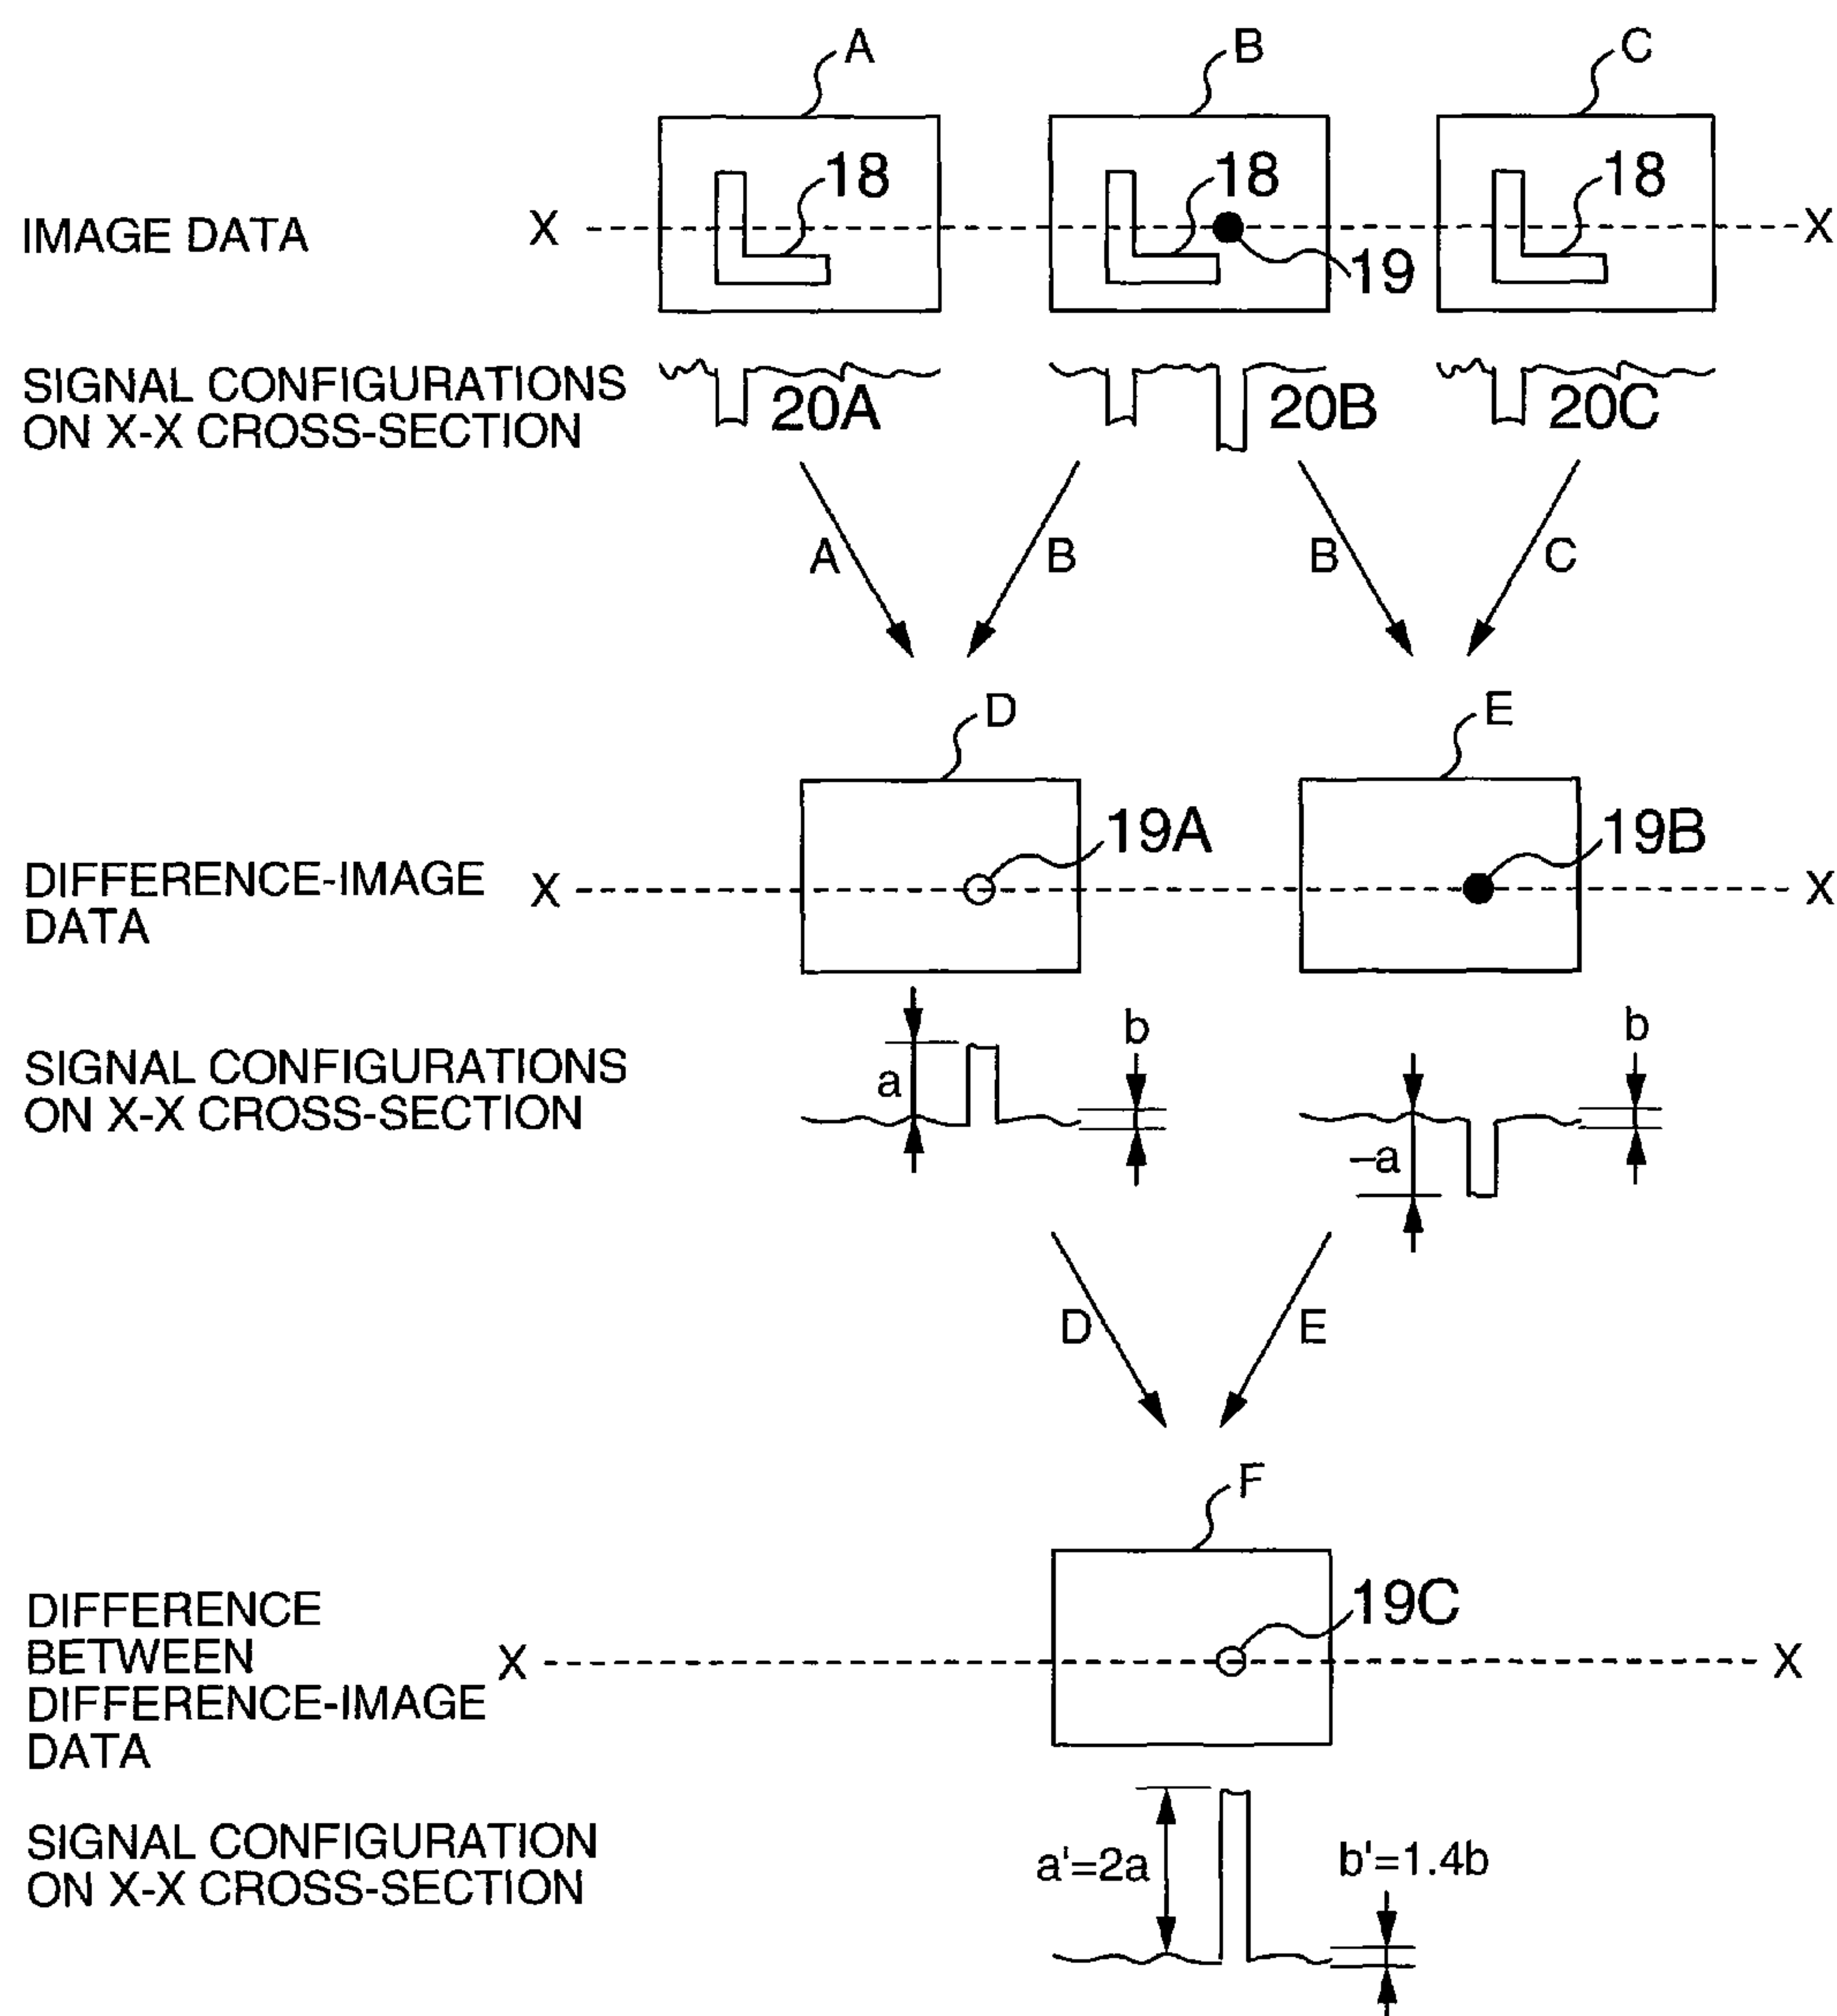 A
B
C
18
18
18
IMAGE DATA
X
X
19
SIGNAL CONFIGURATIONS
ON X-X CROSS-SECTION
20A
20B
20C
A
B
B
C
D
E
19A
19B
DIFFERENCE-IMAGE
DATA
X
X
SIGNAL CONFIGURATIONS
ON X-X CROSS-SECTION
a
b
–a
b
D
E
F
19C
DIFFERENCE
BETWEEN
DIFFERENCE-IMAGE
DATA
X
X
SIGNAL CONFIGURATION
ON X-X CROSS-SECTION
a'=2a
b'=1.4b